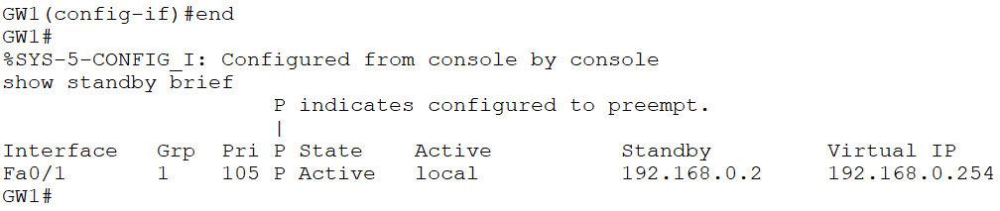 GW1(config-if)#end
GW1#
%SYS-5-CONFIG_I: Configured from console by console
show standby brief
                     P indicates configured to preempt.
                     |
Interface   Grp  Pri P State    Active          Standby         Virtual IP
Fa0/1       1    105 P Active   local           192.168.0.2     192.168.0.254
GW1#